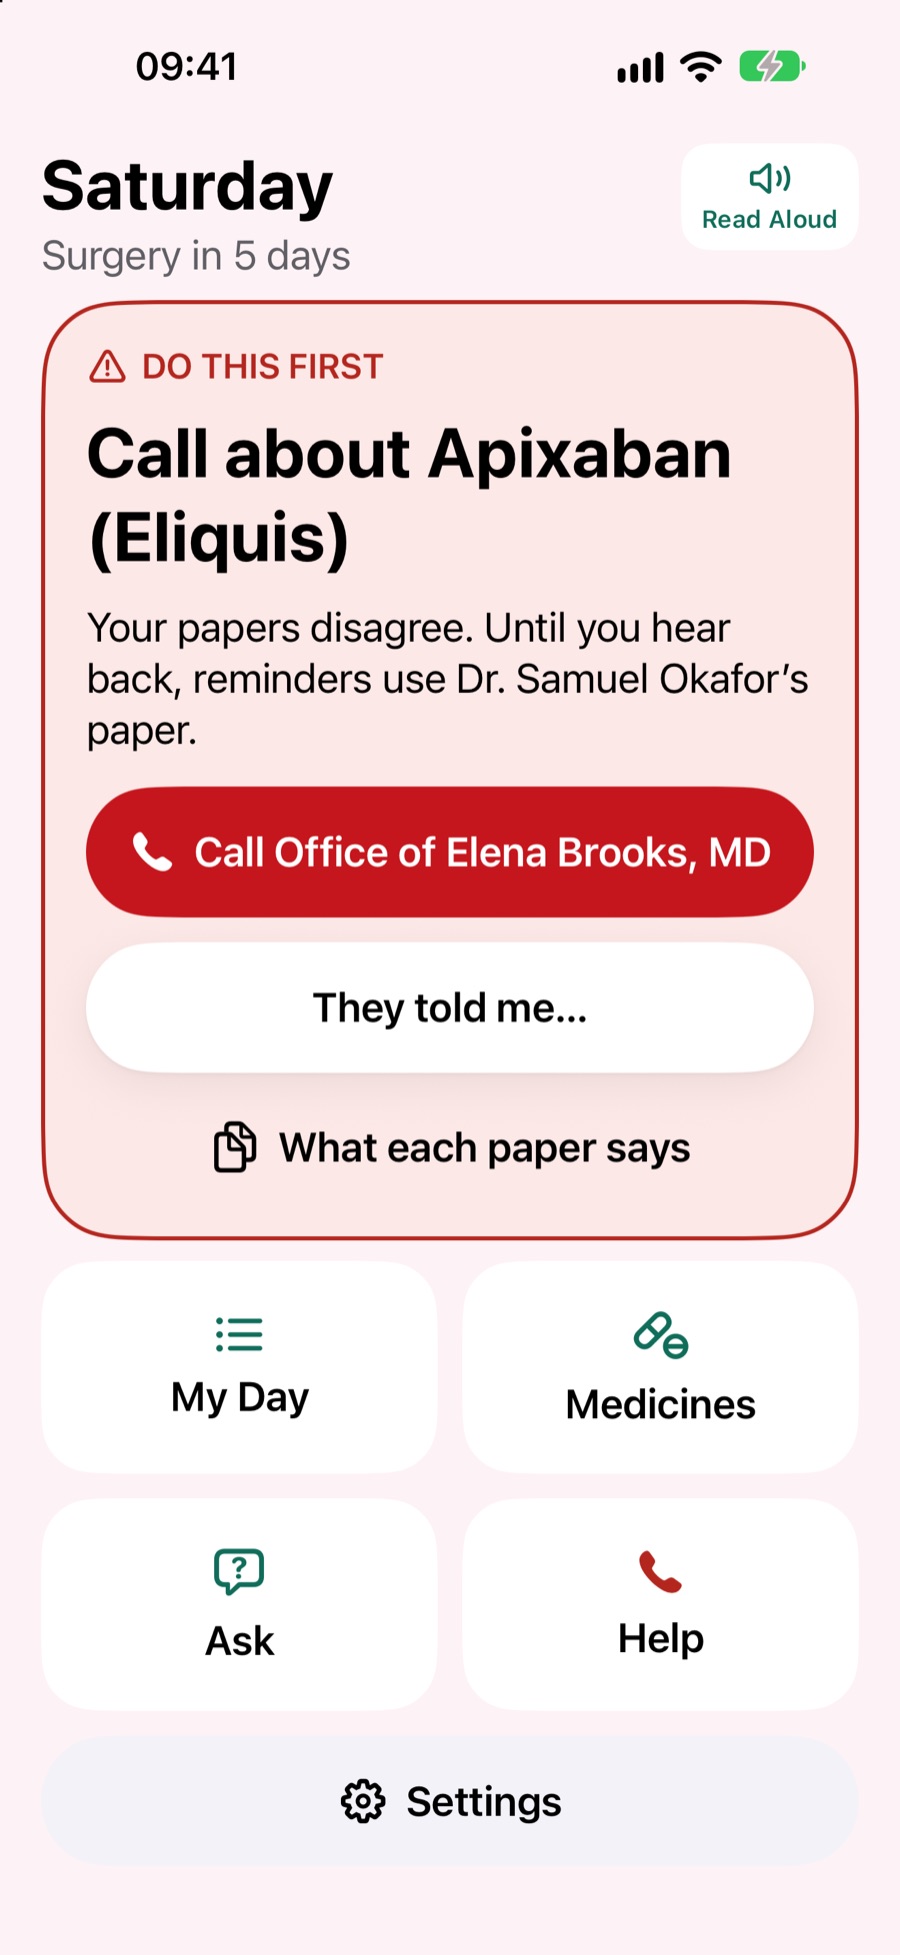 09:41
Saturday
Surgery in 5 days
Read Aloud
DO THIS FIRST
Call about Apixaban
(Eliquis)
Your papers disagree. Until you hear
back, reminders use Dr. Samuel Okafor’s
paper.
Call Office of Elena Brooks, MD
They told me...
What each paper says
My Day
Medicines
Ask
Help
Settings